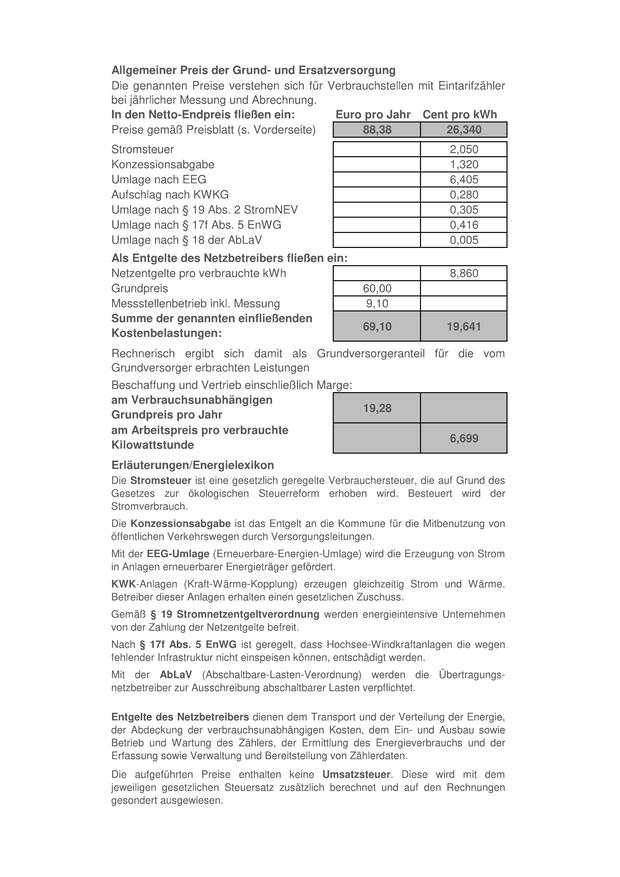 Allgemeiner Preis der Grund- und Ersatzversorgung
Die genannten Preise verstehen sich für Verbrauchstellen mit Eintarifzähler
bei jährlicher Messung und Abrechnung.
In den Netto-Endpreis fließen ein: Euro pro Jahr Cent pro kWh
Preise gemäß Preisblatt (s. Vorderseite) 88,38 26,340
Stromsteuer 2,050
Konzessionsabgabe 1,320
Umlage nach EEG 6,405
Aufschlag nach KWKG 0,280
Umlage nach § 19 Abs. 2 StromNEV 0,305
Umlage nach § 17f Abs. 5 EnWG 0,416
Umlage nach § 18 der AbLaV 0,005
Als Entgelte des Netzbetreibers fließen ein:
Netzentgelte pro verbrauchte kWh 8,860
Grundpreis 60,00
Messstellenbetrieb inkl. Messung 9,10
Summe der genannten einfließenden
Kostenbelastungen: 69,10 19,641
Rechnerisch ergibt sich damit als Grundversorgeranteil für die vom
Grundversorger erbrachten Leistungen
Beschaffung und Vertrieb einschließlich Marge:
am Verbrauchsunabhängigen
Grundpreis pro Jahr 19,28
am Arbeitspreis pro verbrauchte
Kilowattstunde 6,699
Erläuterungen/Energielexikon
Die Stromsteuer ist eine gesetzlich geregelte Verbrauchersteuer, die auf Grund des
Gesetzes zur ökologischen Steuerreform erhoben wird. Besteuert wird der
Stromverbrauch.
Die Konzessionsabgabe ist das Entgelt an die Kommune für die Mitbenutzung von
öffentlichen Verkehrswegen durch Versorgungsleitungen.
Mit der EEG-Umlage (Erneuerbare-Energien-Umlage) wird die Erzeugung von Strom
in Anlagen erneuerbarer Energieträger gefördert.
KWK-Anlagen (Kraft-Wärme-Kopplung) erzeugen gleichzeitig Strom und Wärme.
Betreiber dieser Anlagen erhalten einen gesetzlichen Zuschuss.
Gemäß § 19 Stromnetzentgeltverordnung werden energieintensive Unternehmen
von der Zahlung der Netzentgelte befreit.
Nach § 17f Abs. 5 EnWG ist geregelt, dass Hochsee-Windkraftanlagen die wegen
fehlender Infrastruktur nicht einspeisen können, entschädigt werden.
Mit der AbLaV (Abschaltbare-Lasten-Verordnung) werden die Übertragungs-
netzbetreiber zur Ausschreibung abschaltbarer Lasten verpflichtet.
Entgelte des Netzbetreibers dienen dem Transport und der Verteilung der Energie,
der Abdeckung der verbrauchsunabhängigen Kosten, dem Ein- und Ausbau sowie
Betrieb und Wartung des Zählers, der Ermittlung des Energieverbrauchs und der
Erfassung sowie Verwaltung und Bereitstellung von Zählerdaten.
Die aufgeführten Preise enthalten keine Umsatzsteuer. Diese wird mit dem
jeweiligen gesetzlichen Steuersatz zusätzlich berechnet und auf den Rechnungen
gesondert ausgewiesen.